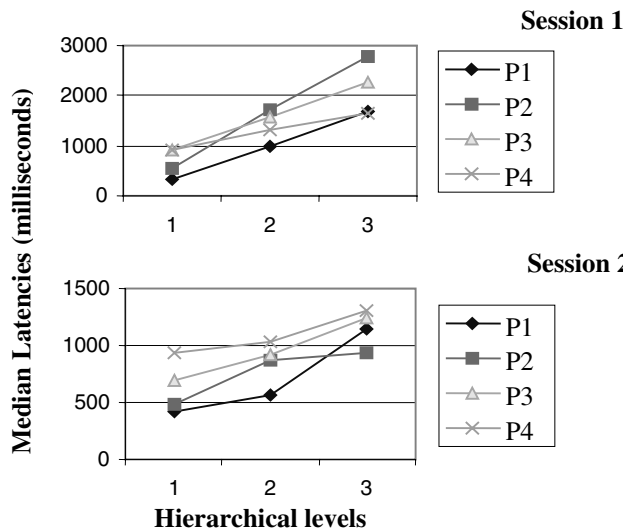 Session 1
Median Latencies (milliseconds)
3000
2000
1000
0
1 2 3
P1
P2
P3
P4
Session 2
1500
1000
500
0
1 2 3
P1
P2
P3
P4
Hierarchical levels